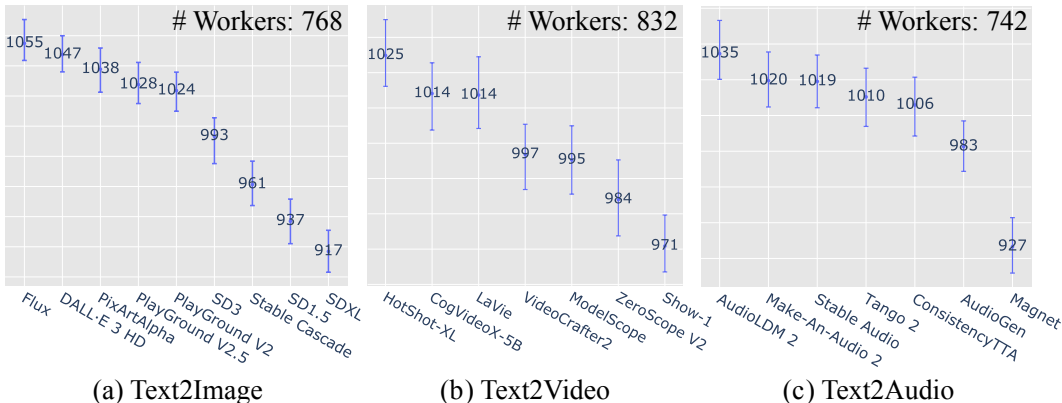 # Workers: 768
1055
1047
1038
1028
1024
993
961
937
917
Flux
DALL·E 3 HD
PixArtAlpha
PlayGround V2.5
PlayGround V2
SD3
Stable Cascade
SD1.5
SDXL
(a) Text2Image
# Workers: 832
1025
1014
1014
997
995
984
971
HotShot-XL
CogVideoX-5B
LaVie
VideoCrafter2
ModelScope
ZeroScope V2
Show-1
(b) Text2Video
# Workers: 742
1035
1020
1019
1010
1006
983
927
AudioLDM 2
Make-An-Audio 2
Stable Audio
Tango 2
ConsistencyTTA
AudioGen
Magnet
(c) Text2Audio